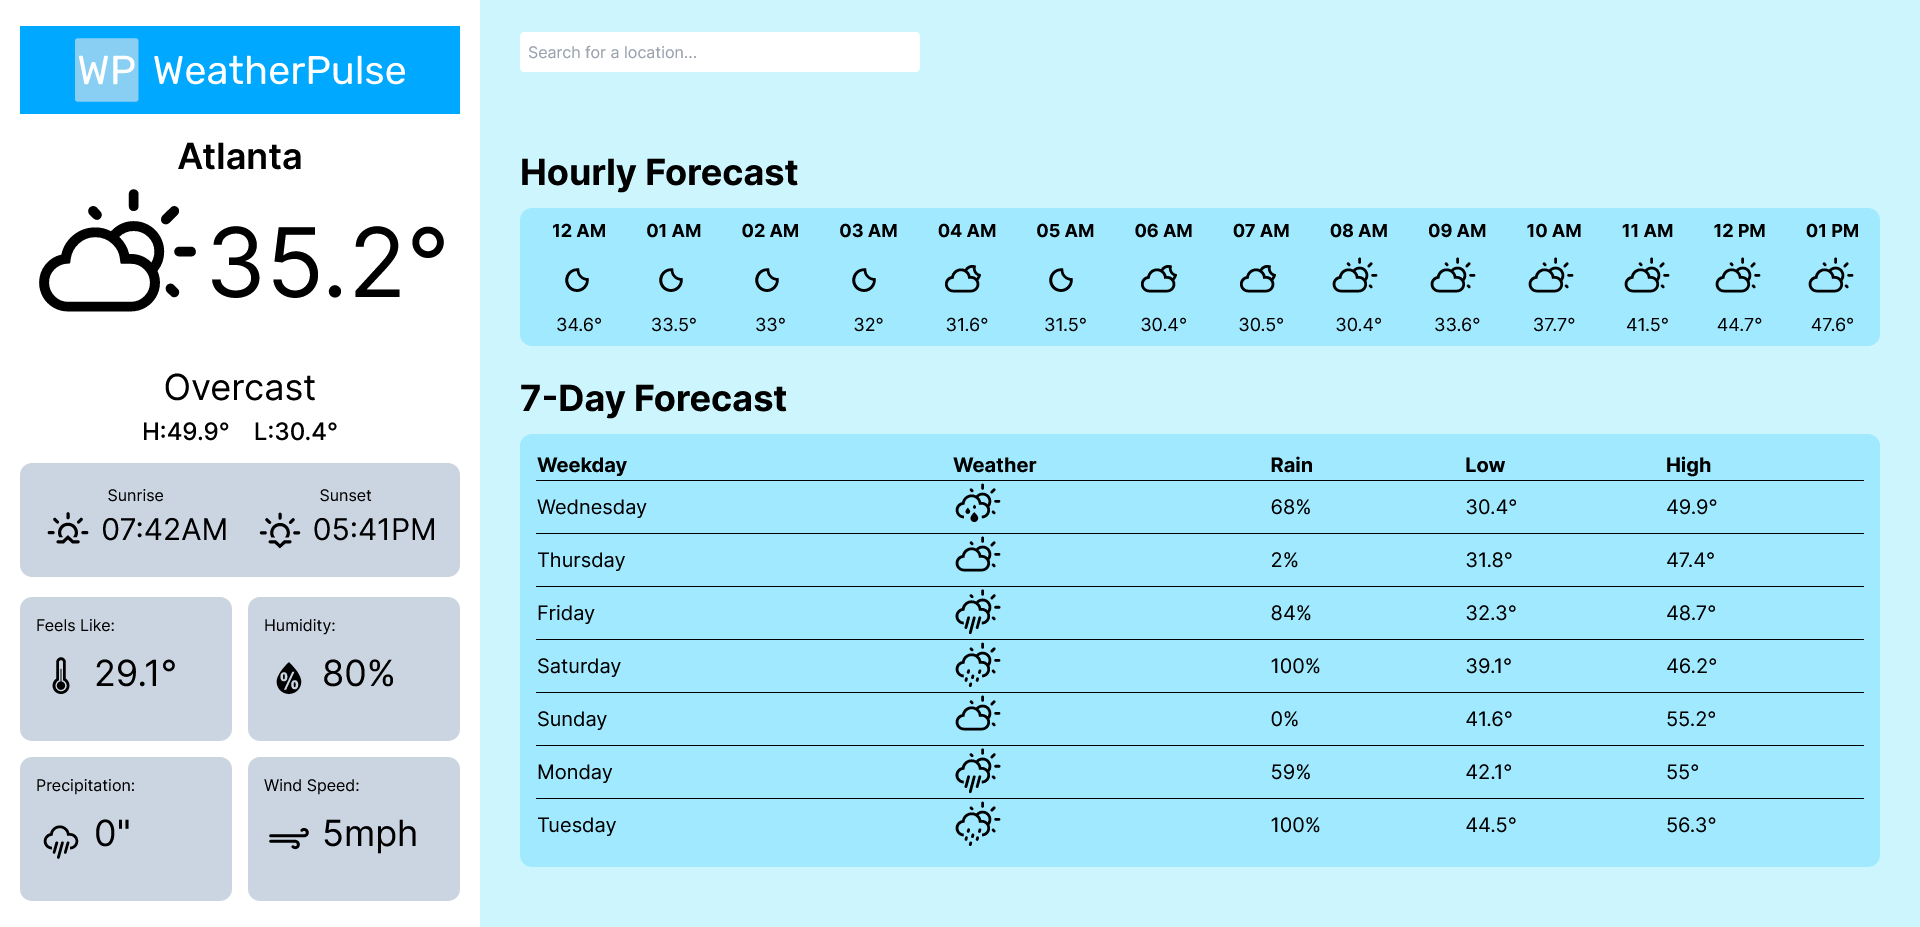 WP WeatherPulse
Atlanta
35.2°
Overcast
H:49.9° L:30.4°
Sunrise Sunset
07:42AM 05:41PM
Feels Like: Humidity:
29.1° 80%
Precipitation: Wind Speed:
0" 5mph
Search for a location...
Hourly Forecast
12 AM 01 AM 02 AM 03 AM 04 AM 05 AM 06 AM 07 AM 08 AM 09 AM 10 AM 11 AM 12 PM 01 PM
34.6° 33.5° 33° 32° 31.6° 31.5° 30.4° 30.5° 30.4° 33.6° 37.7° 41.5° 44.7° 47.6°
7-Day Forecast
Weekday Weather Rain Low High
Wednesday 68% 30.4° 49.9°
Thursday 2% 31.8° 47.4°
Friday 84% 32.3° 48.7°
Saturday 100% 39.1° 46.2°
Sunday 0% 41.6° 55.2°
Monday 59% 42.1° 55°
Tuesday 100% 44.5° 56.3°